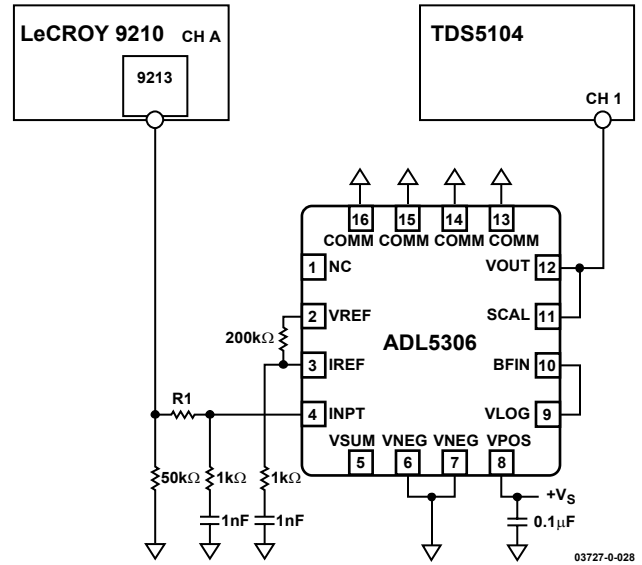 LeCROY 9210 CH A
9213
TDS5104
CH 1
16 15 14 13
COMM COMM COMM COMM
1 NC
VOUT 12
2 VREF
200kΩ
SCAL 11
3 IREF
ADL5306
BFIN 10
R1
4 INPT
VLOG 9
VSUM VNEG VNEG VPOS
5 6 7 8
50kΩ 1kΩ 1kΩ
+VS
1nF 1nF
0.1μF
03727-0-028